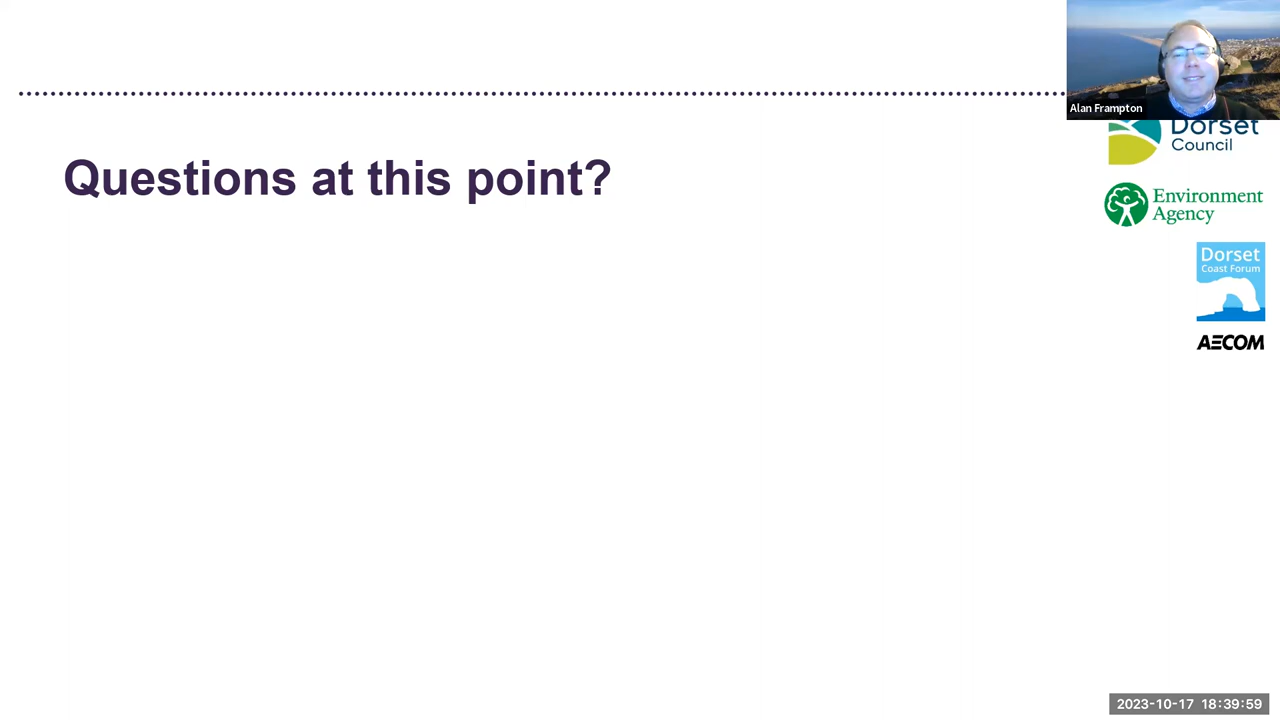 Alan Frampton
Dorset
Council
Questions at this point?
Environment
Agency
Dorset
Coast Forum
AECOM
2023-10-17 18:39:59